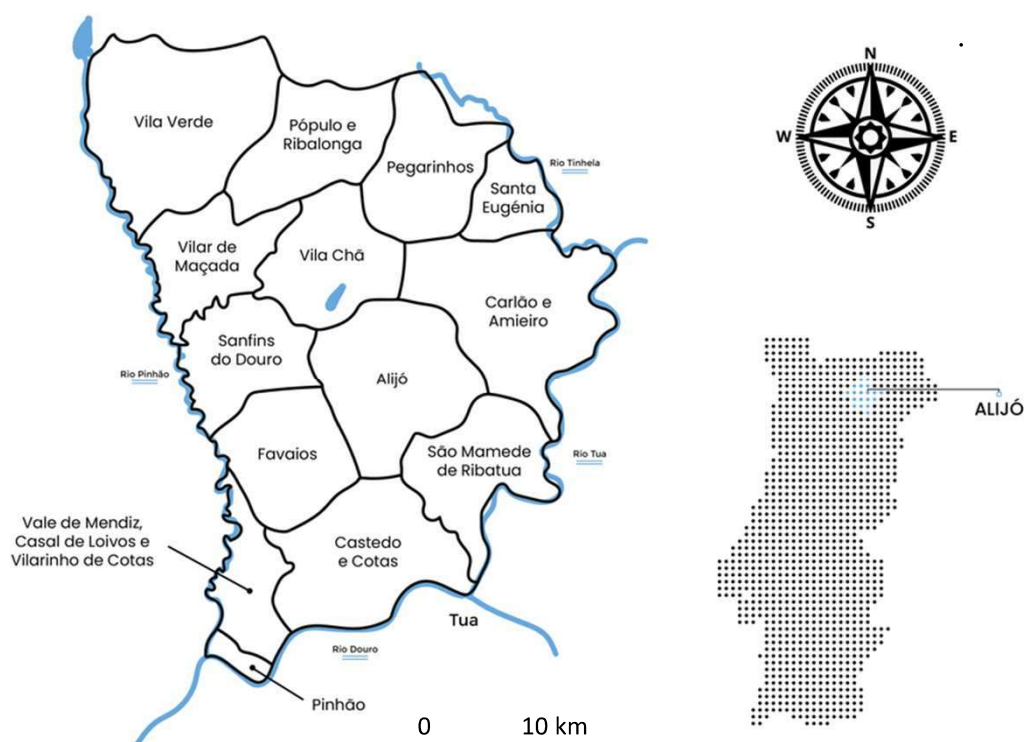 Vila Verde
Pópulo e
Ribalonga
Pegarinhos
Santa
Eugénia
Rio Tinhela
Vilar de
Maçada
Vila Chã
Carlão e
Amieiro
Sanfins
do Douro
Rio Pinhão
Alijó
Favaios
São Mamede
de Ribatua
Rio Tua
Vale de Mendiz,
Casal de Loivos e
Vilarinho de Cotas
Castedo
e Cotas
Tua
Rio Douro
Pinhão
0 10 km
N
W E
S
ALIJÓ